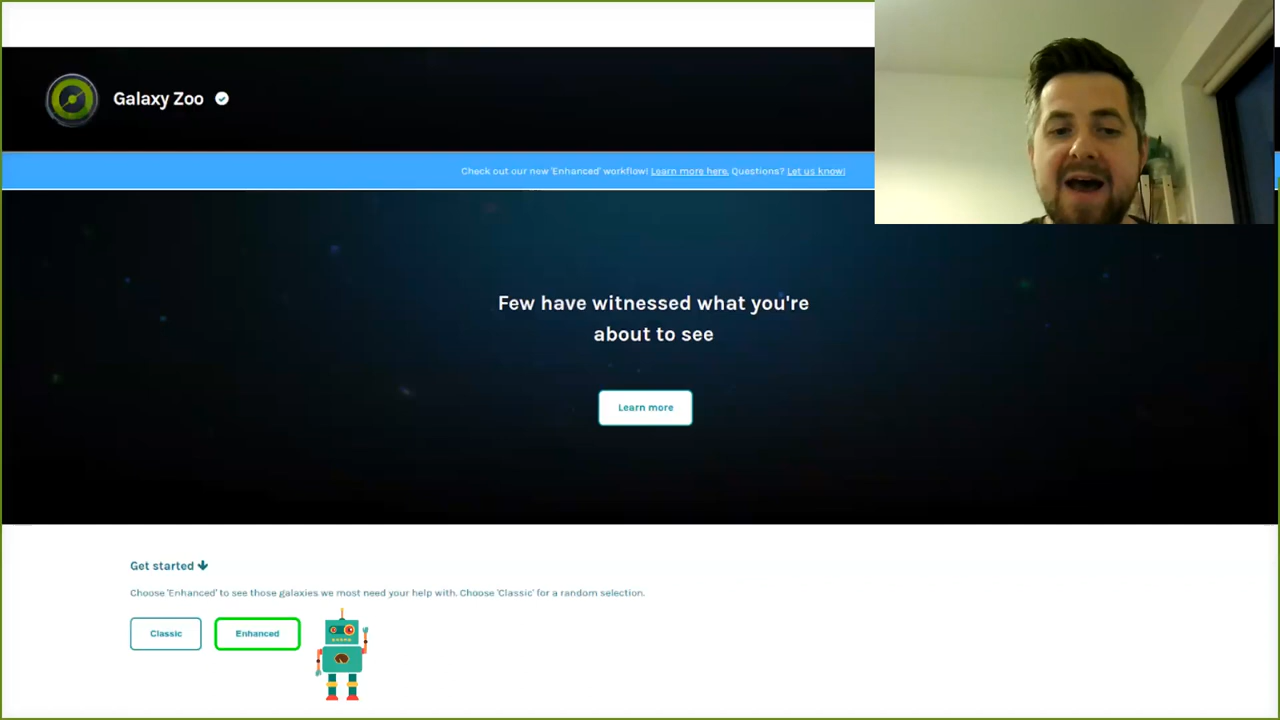 Galaxy Zoo
Check out our new 'Enhanced' workflow! Learn more here. Questions? Let us know!
Few have witnessed what you're
about to see
Learn more
Get started
Choose 'Enhanced' to see those galaxies we most need your help with. Choose 'Classic' for a random selection.
Classic
Enhanced